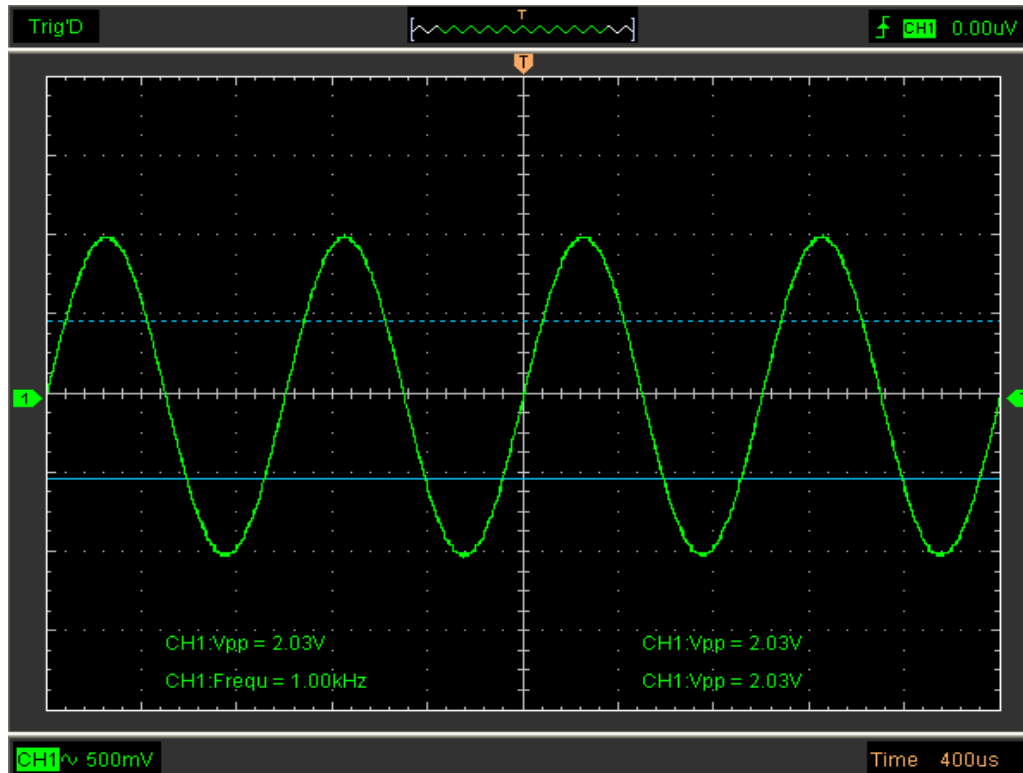 Trig'D
T
CH1 0.00uV
T
1
CH1:Vpp = 2.03V
CH1:Vpp = 2.03V
CH1:Frequ = 1.00kHz
CH1:Vpp = 2.03V
CH1 500mV
Time 400us